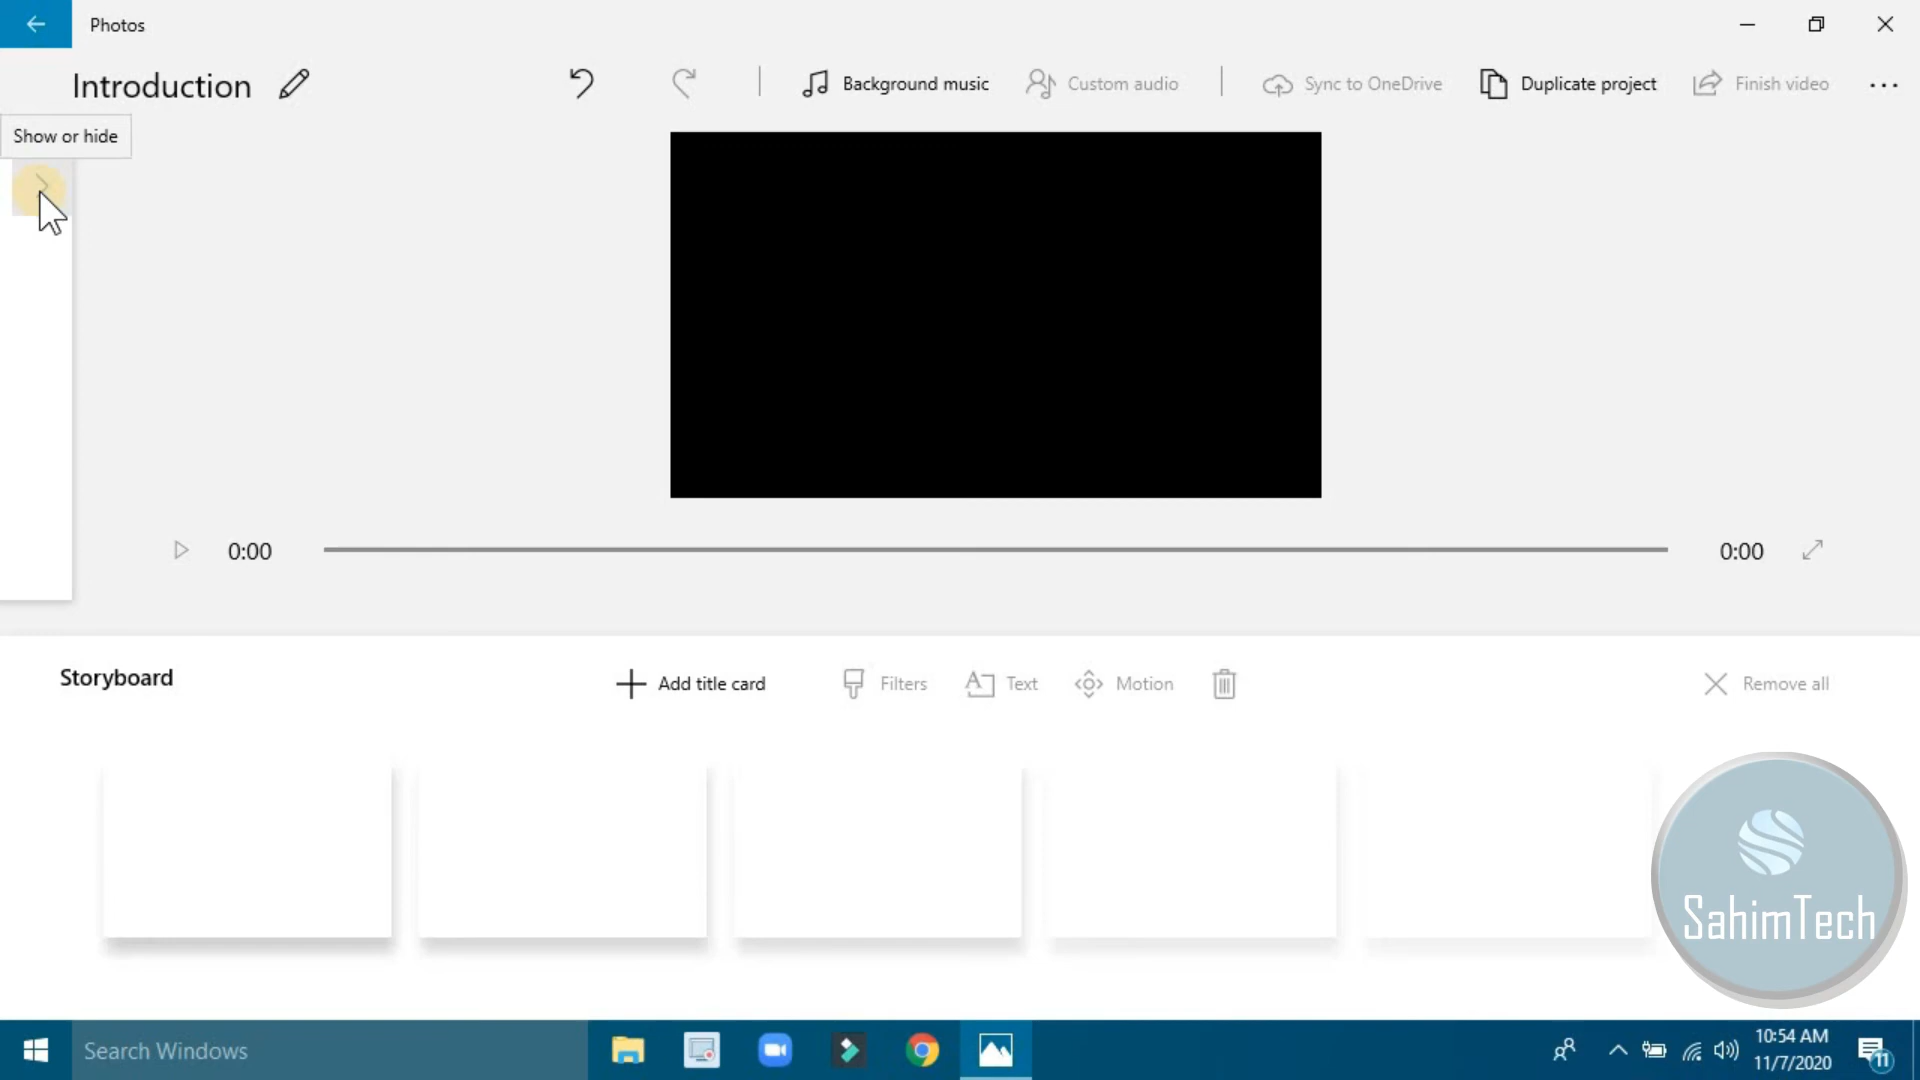 Photos
Introduction
Background music
Custom audio
Sync to OneDrive
Duplicate project
Finish video
Show or hide
0:00
0:00
Storyboard
Add title card
Filters
Text
Motion
Remove all
SahimTech
Search Windows
10:54 AM
11/7/2020
11